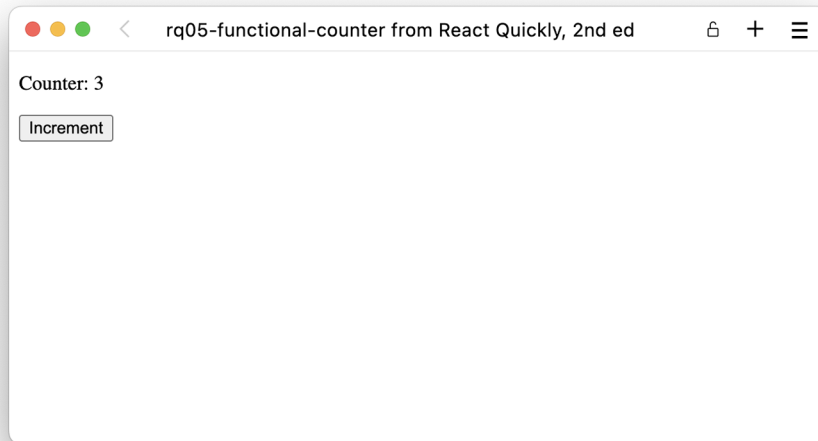 rq05-functional-counter from React Quickly, 2nd ed
Counter: 3
Increment